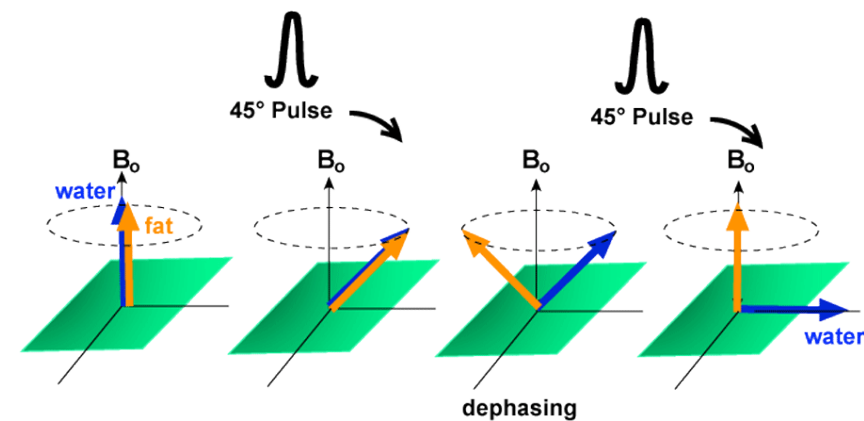 45° Pulse
45° Pulse
Bo
Bo
Bo
Bo
water
fat
water
dephasing